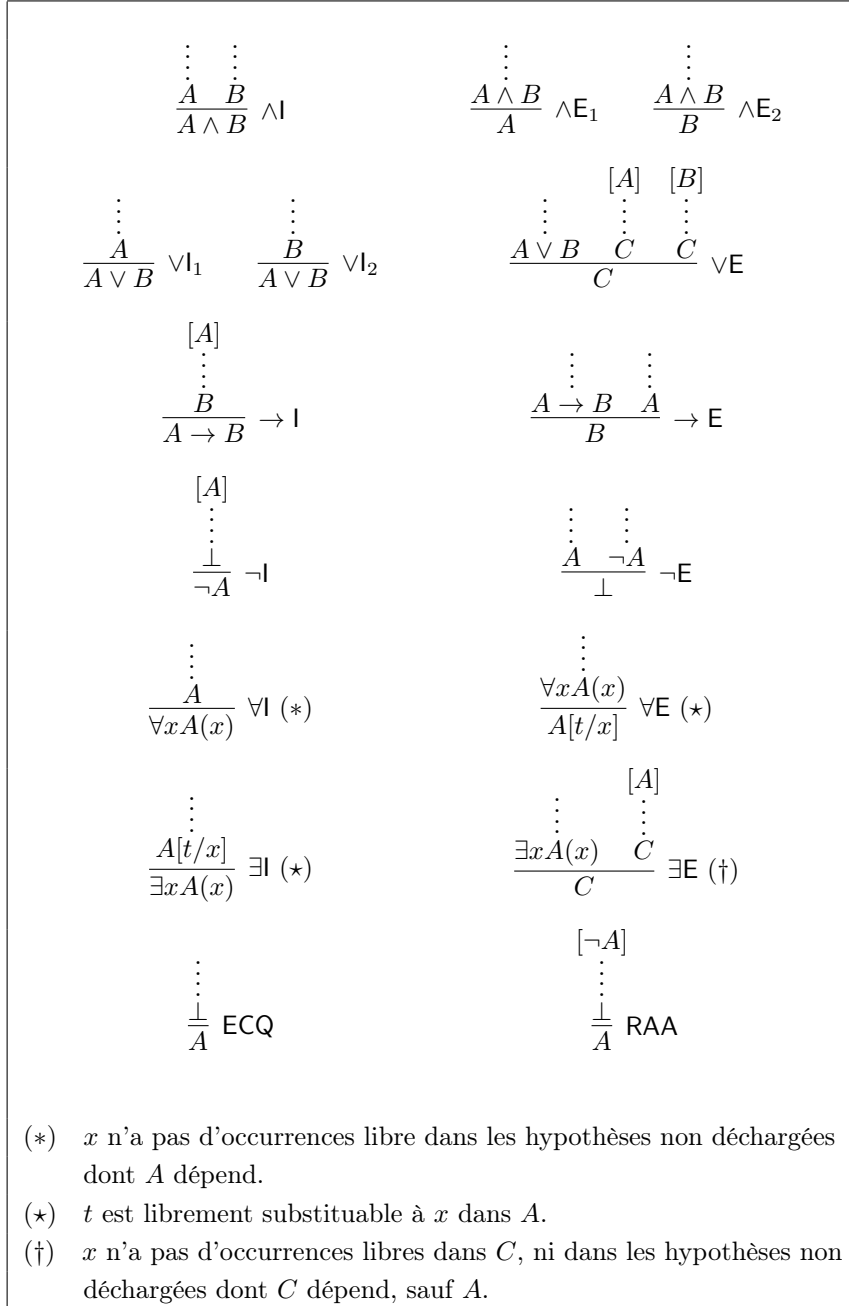 A B
A ∧ B ∧I
A ∧ B
A ∧E₁
A ∧ B
B ∧E₂
A
A ∨ B ∨I₁
B
A ∨ B ∨I₂
[A] [B]
A ∨ B C C
C ∨E
[A]
B
A → B → I
A → B A
B → E
[A]
⊥
¬A ¬I
A ¬A
⊥ ¬E
A
∀xA(x) ∀I (∗)
∀xA(x)
A[t/x] ∀E (⋆)
A[t/x]
∃xA(x) ∃I (⋆)
[A]
∃xA(x) C
C ∃E (†)
⊥
A ECQ
[¬A]
⊥
A RAA
(∗) x n'a pas d'occurrences libre dans les hypothèses non déchargées
dont A dépend.
(⋆) t est librement substituable à x dans A.
(†) x n'a pas d'occurrences libres dans C, ni dans les hypothèses non
déchargées dont C dépend, sauf A.